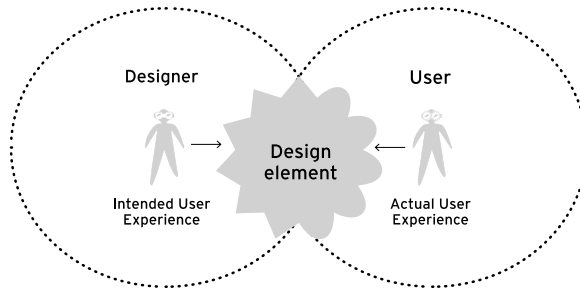 Designer
User
Design
element
Intended User
Experience
Actual User
Experience